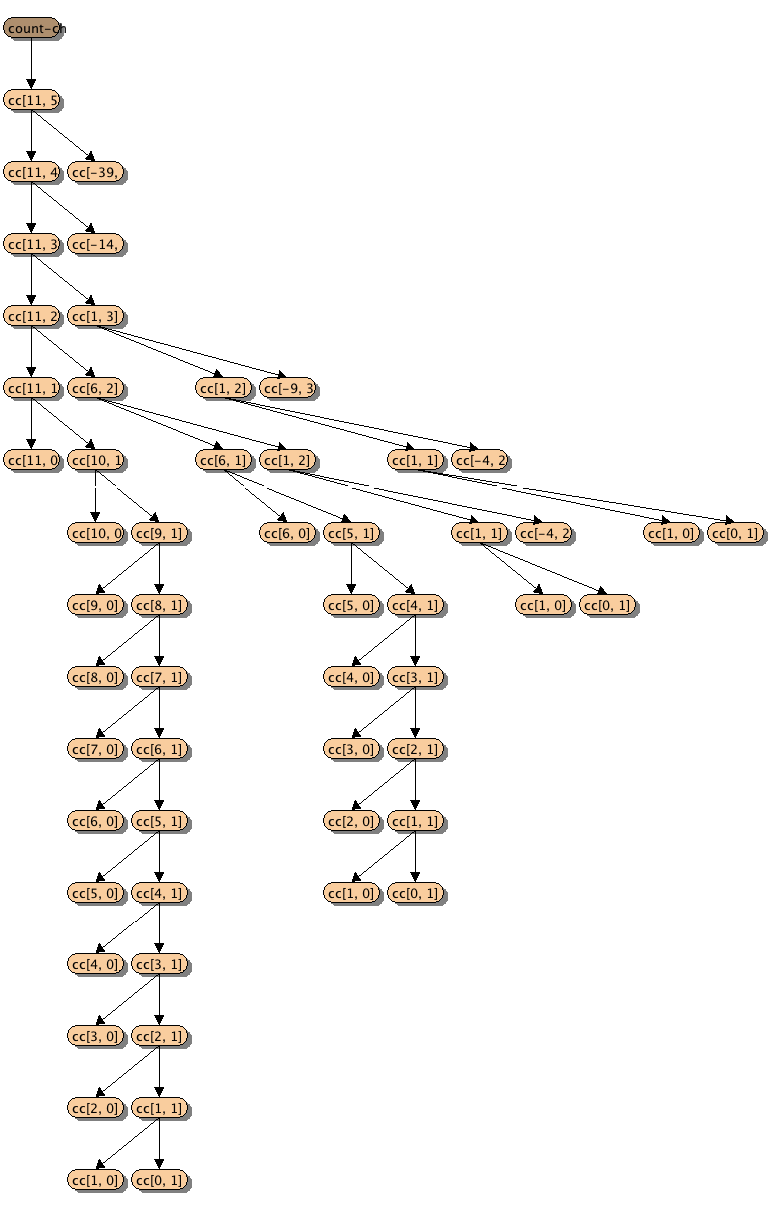 count-ch
cc[11, 5
cc[11, 4 cc[-39,
cc[11, 3 cc[-14,
cc[11, 2 cc[1, 3]
cc[11, 1 cc[6, 2] cc[1, 2] cc[-9, 3
cc[11, 0 cc[10, 1 cc[6, 1] cc[1, 2] cc[1, 1] cc[-4, 2
cc[10, 0 cc[9, 1] cc[6, 0] cc[5, 1] cc[1, 1] cc[-4, 2 cc[1, 0] cc[0, 1]
cc[9, 0] cc[8, 1] cc[5, 0] cc[4, 1] cc[1, 0] cc[0, 1]
cc[8, 0] cc[7, 1] cc[4, 0] cc[3, 1]
cc[7, 0] cc[6, 1] cc[3, 0] cc[2, 1]
cc[6, 0] cc[5, 1] cc[2, 0] cc[1, 1]
cc[5, 0] cc[4, 1] cc[1, 0] cc[0, 1]
cc[4, 0] cc[3, 1]
cc[3, 0] cc[2, 1]
cc[2, 0] cc[1, 1]
cc[1, 0] cc[0, 1]